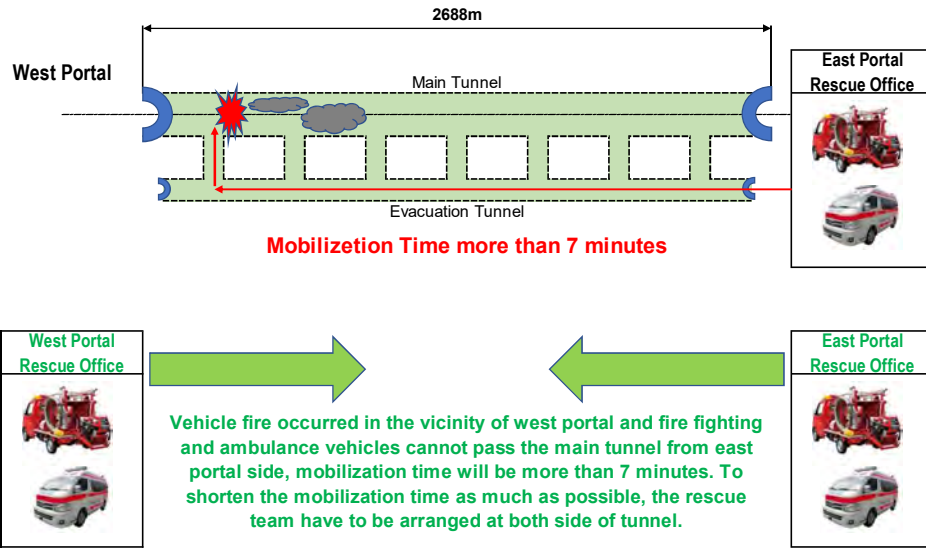 2688m
West Portal
Main Tunnel
East Portal
Rescue Office
Evacuation Tunnel
Mobilizetion Time more than 7 minutes
West Portal
Rescue Office
East Portal
Rescue Office
Vehicle fire occurred in the vicinity of west portal and fire fighting
and ambulance vehicles cannot pass the main tunnel from east
portal side, mobilization time will be more than 7 minutes. To
shorten the mobilization time as much as possible, the rescue
team have to be arranged at both side of tunnel.